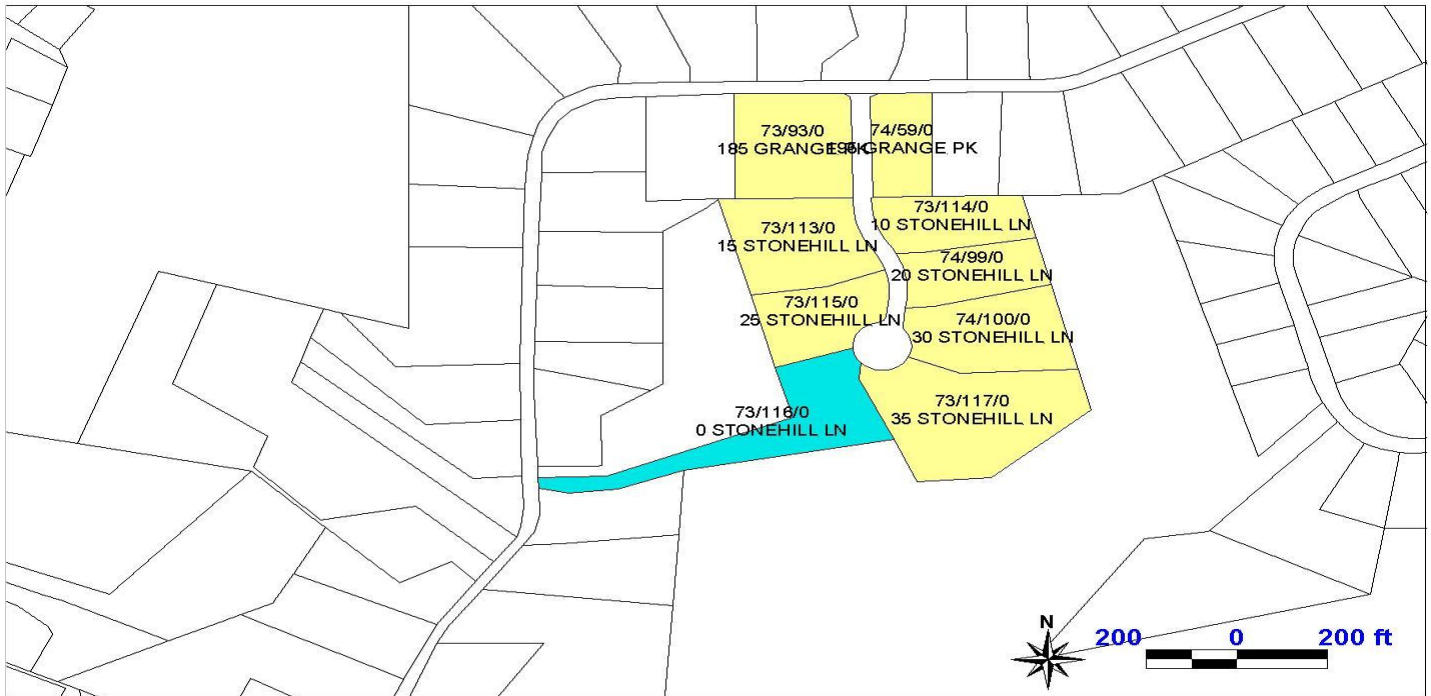 73/93/0
185 GRANGE PK
74/59/0
196 GRANGE PK
73/113/0
15 STONEHILL LN
73/114/0
10 STONEHILL LN
74/99/0
20 STONEHILL LN
73/115/0
25 STONEHILL LN
74/100/0
30 STONEHILL LN
73/116/0
0 STONEHILL LN
73/117/0
35 STONEHILL LN
N
200 0 200 ft